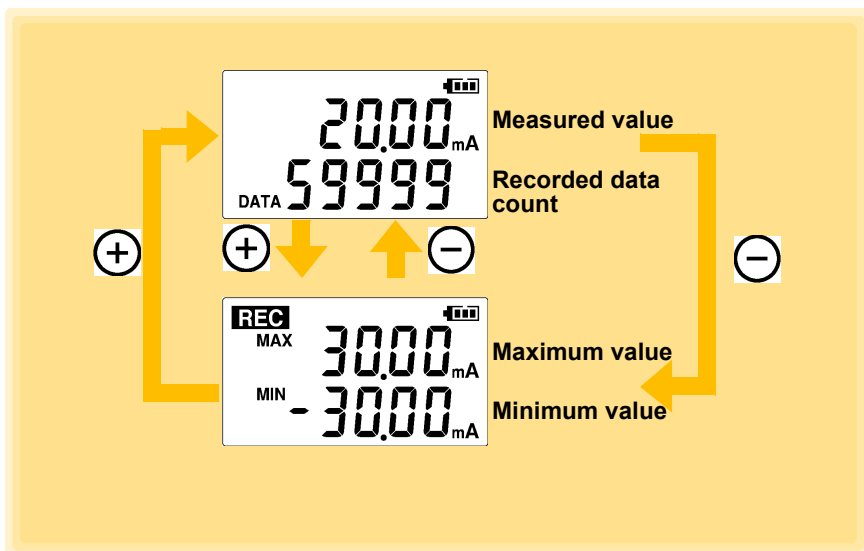 20.00 mA Measured value
DATA 59999 Recorded data
count
+ + - -
REC
MAX 30.00 mA Maximum value
MIN -30.00 mA Minimum value